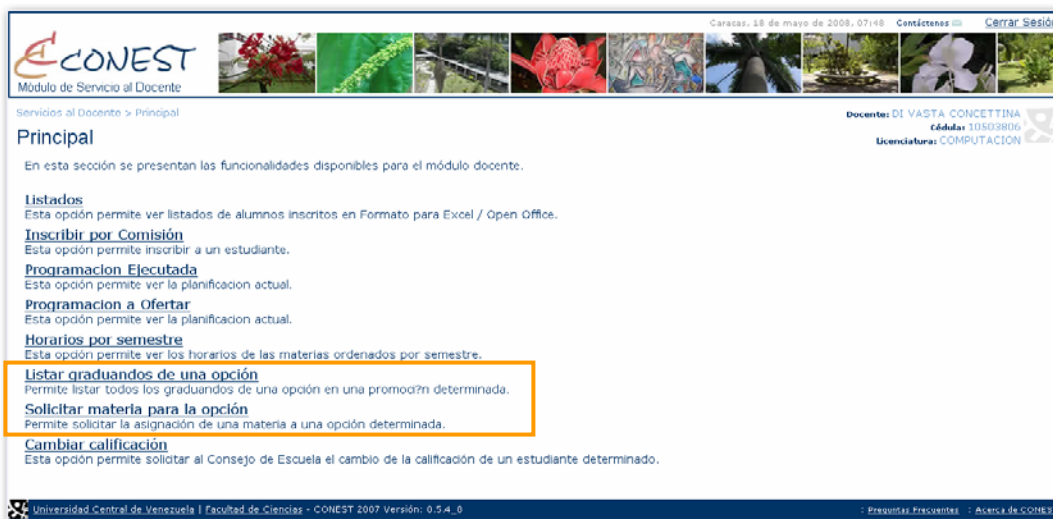 Caracas, 18 de mayo de 2008, 07:48 Contáctenos Cerrar Sesión
CONEST
Módulo de Servicio al Docente
Servicios al Docente > Principal
Docente: DI VASTA CONCETTINA
Cédula: 10503806
Licenciatura: COMPUTACION
Principal
En esta sección se presentan las funcionalidades disponibles para el módulo docente.
Listados
Esta opción permite ver listados de alumnos inscritos en Formato para Excel / Open Office.
Inscribir por Comisión
Esta opción permite inscribir a un estudiante.
Programacion Ejecutada
Esta opción permite ver la planificacion actual.
Programacion a Ofertar
Esta opción permite ver la planificacion actual.
Horarios por semestre
Esta opción permite ver los horarios de las materias ordenados por semestre.
Listar graduandos de una opción
Permite listar todos los graduandos de una opción en una promoci?n determinada.
Solicitar materia para la opción
Permite solicitar la asignación de una materia a una opción determinada.
Cambiar calificación
Esta opción permite solicitar al Consejo de Escuela el cambio de la calificación de un estudiante determinado.
Universidad Central de Venezuela | Facultad de Ciencias - CONEST 2007 Versión: 0.5.4_0 : Preguntas Frecuentes : Acerca de CONEST